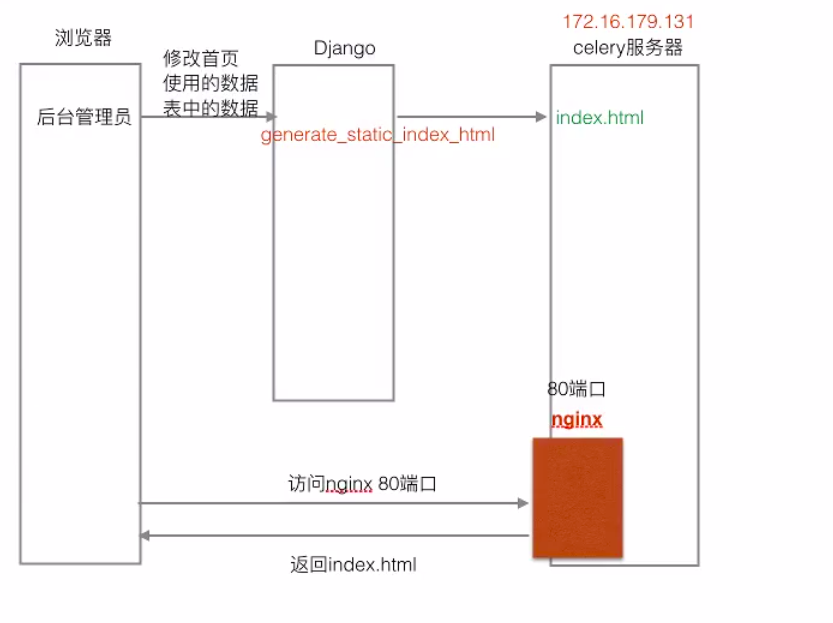 172.16.179.131
浏览器
Django
celery服务器
修改首页
使用的数据
表中的数据
后台管理员
index.html
generate_static_index_html
80端口
nginx
访问nginx 80端口
返回index.html